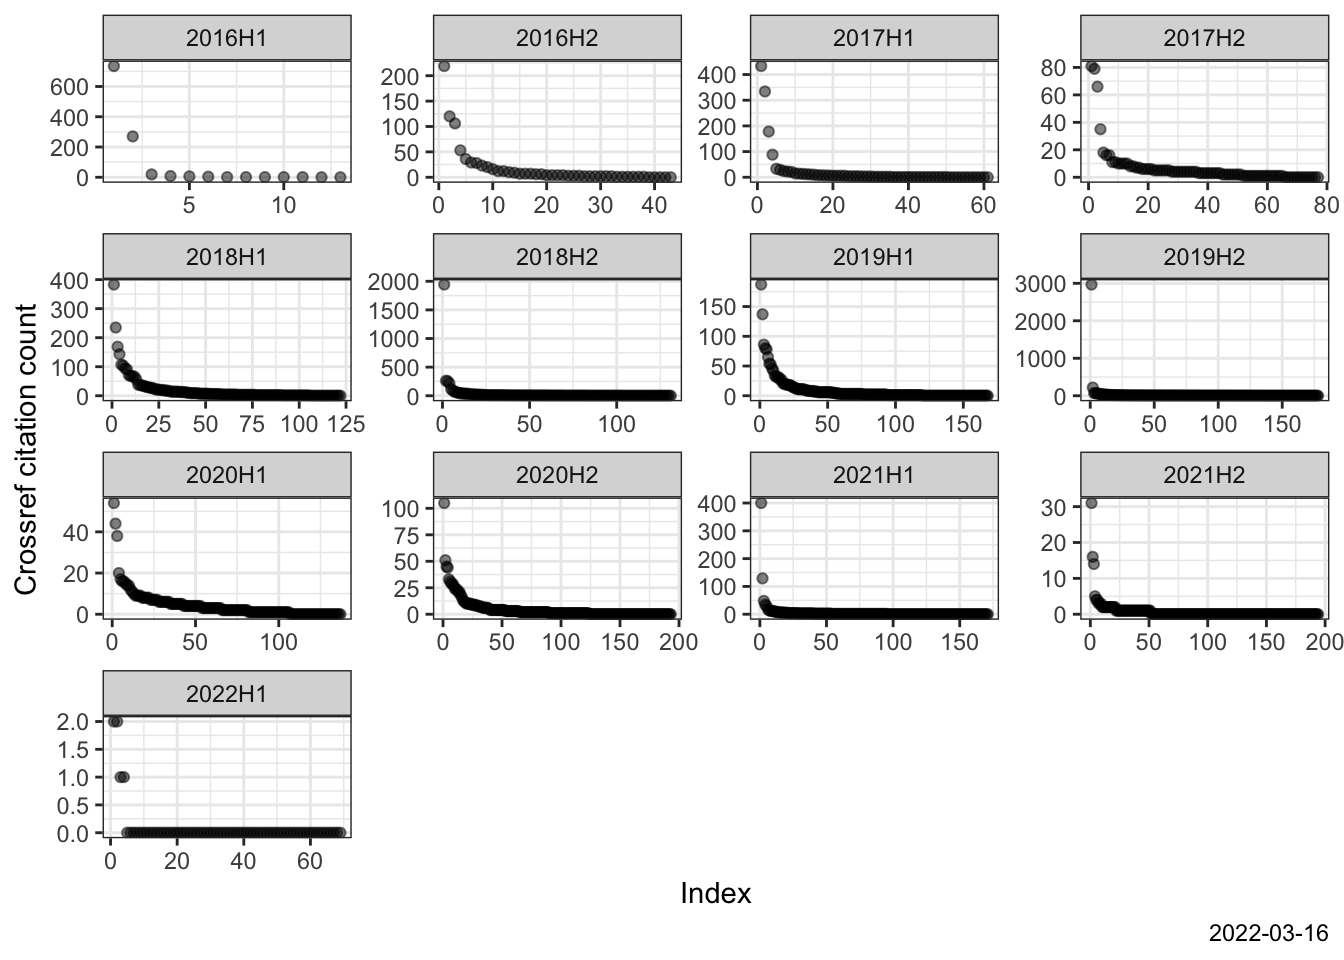 2016H1 2016H2 2017H1 2017H2
600 400 200 0
200 150 100 50 0
400 300 200 100 0
80 60 40 20 0
5 10
0 10 20 30 40
0 20 40 60
0 20 40 60 80
2018H1 2018H2 2019H1 2019H2
400 300 200 100 0
2000 1500 1000 500 0
150 100 50 0
3000 2000 1000 0
0 25 50 75 100 125
0 50 100
0 50 100 150
0 50 100 150
Crossref citation count
2020H1 2020H2 2021H1 2021H2
40 20 0
100 75 50 25 0
400 300 200 100 0
30 20 10 0
0 50 100
0 50 100 150 200
0 50 100 150
0 50 100 150 200
2022H1
2.0 1.5 1.0 0.5 0.0
0 20 40 60
Index
2022-03-16